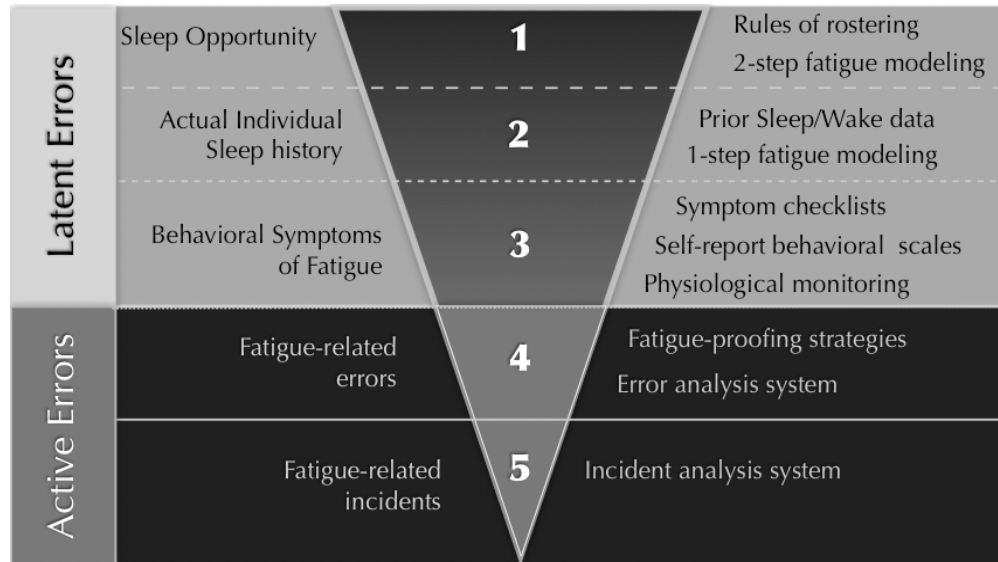 Latent Errors
Sleep Opportunity
1
Rules of rostering
2-step fatigue modeling
Actual Individual
Sleep history
2
Prior Sleep/Wake data
1-step fatigue modeling
Behavioral Symptoms
of Fatigue
3
Symptom checklists
Self-report behavioral scales
Physiological monitoring
Active Errors
Fatigue-related
errors
4
Fatigue-proofing strategies
Error analysis system
Fatigue-related
incidents
5
Incident analysis system